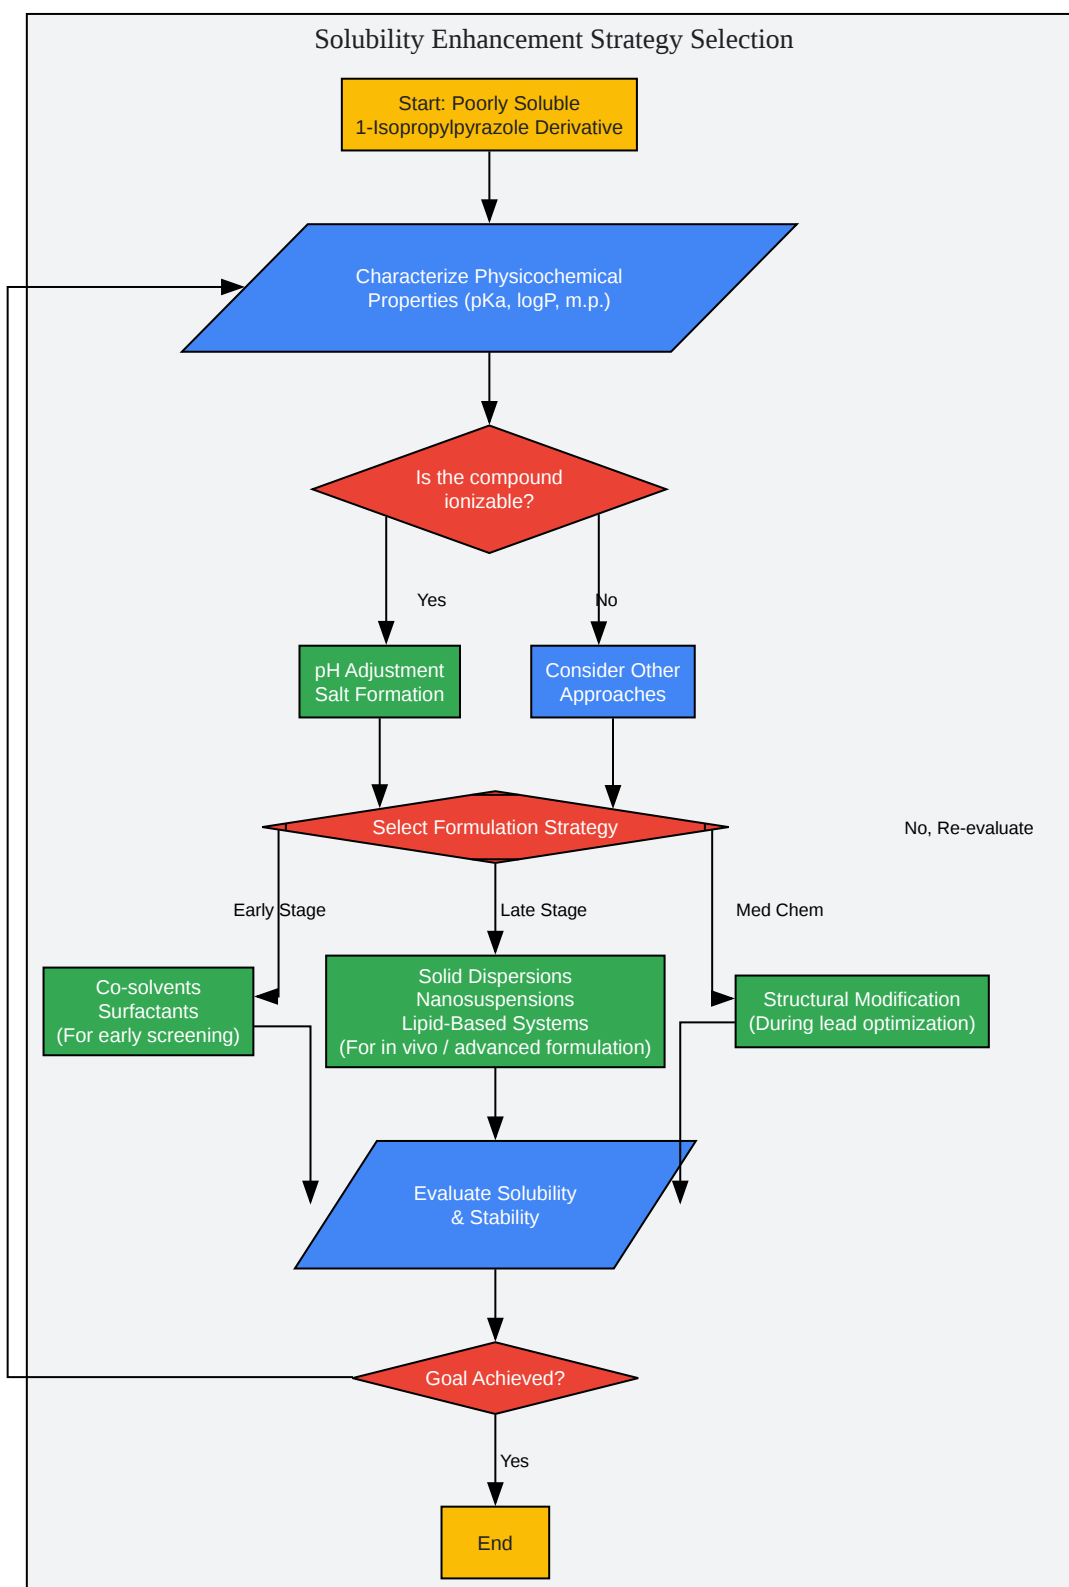 Solubility Enhancement Strategy Selection
Start: Poorly Soluble
1-Isopropylpyrazole Derivative
Characterize Physicochemical
Properties (pKa, logP, m.p.)
Is the compound
ionizable?
Yes
No
pH Adjustment
Salt Formation
Consider Other
Approaches
Select Formulation Strategy
No, Re-evaluate
Early Stage
Late Stage
Med Chem
Co-solvents
Surfactants
(For early screening)
Solid Dispersions
Nanosuspensions
Lipid-Based Systems
(For in vivo / advanced formulation)
Structural Modification
(During lead optimization)
Evaluate Solubility
& Stability
Goal Achieved?
Yes
End